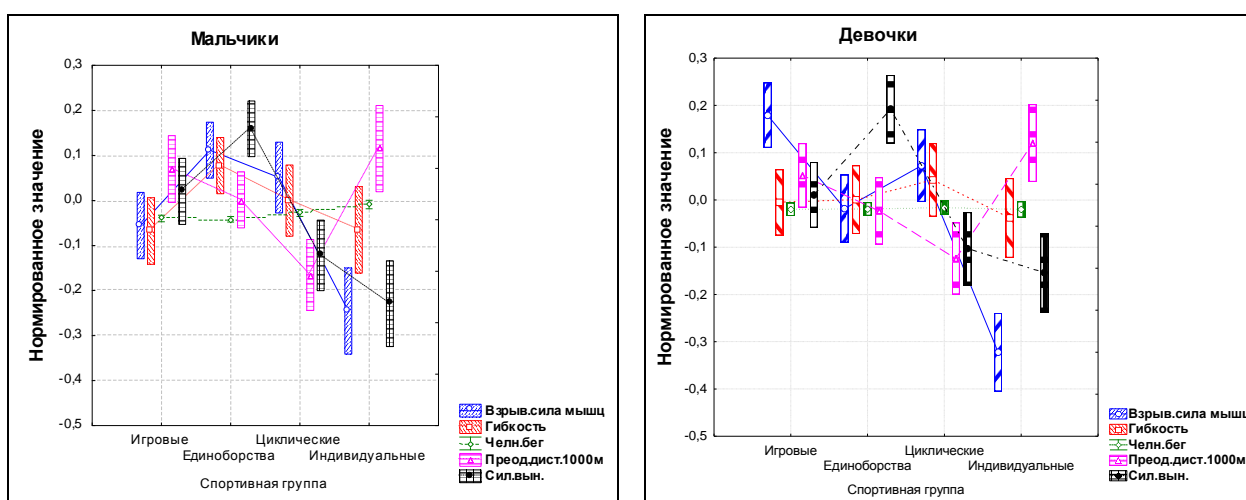 Мальчики
Нормированное значение
0,3
0,2
0,1
0,0
-0,1
-0,2
-0,3
-0,4
-0,5
Игровые
Единоборства
Циклические
Индивидуальные
Спортивная группа
Взрыв.сила мышц
Гибкость
Челн.бег
Преод.дист.1000м
Сил.вын.
Девочки
Нормированное значение
0,3
0,2
0,1
0,0
-0,1
-0,2
-0,3
-0,4
-0,5
Игровые
Единоборства
Циклические
Индивидуальные
Спортивная группа
Взрыв.сила мышц
Гибкость
Челн.бег
Преод.дист.1000м
Сил.вын.